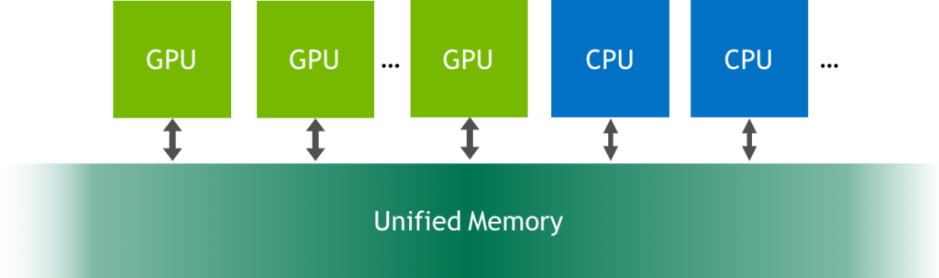 GPU GPU ... GPU CPU CPU ...
Unified Memory